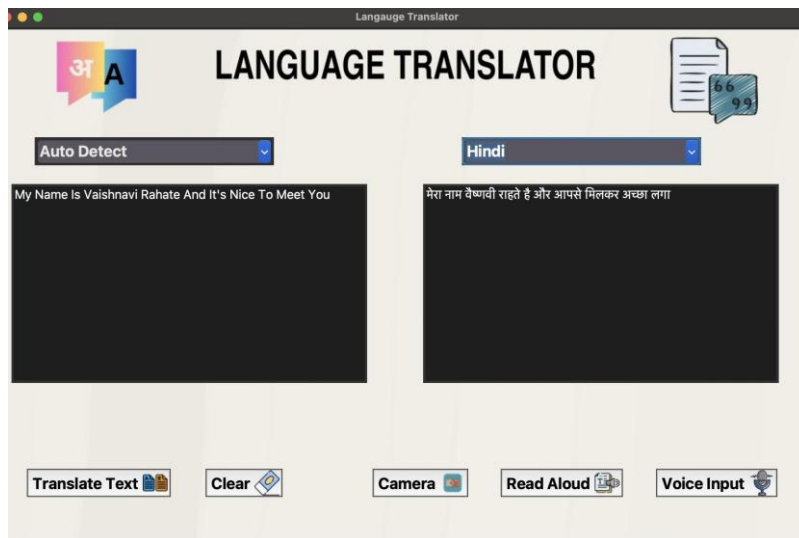 Langauge Translator
अ A
LANGUAGE TRANSLATOR
66
99
Auto Detect
Hindi
My Name Is Vaishnavi Rahate And It's Nice To Meet You
मेरा नाम वैष्णवी राहते है और आपसे मिलकर अच्छा लगा
Translate Text
Clear
Camera
Read Aloud
Voice Input